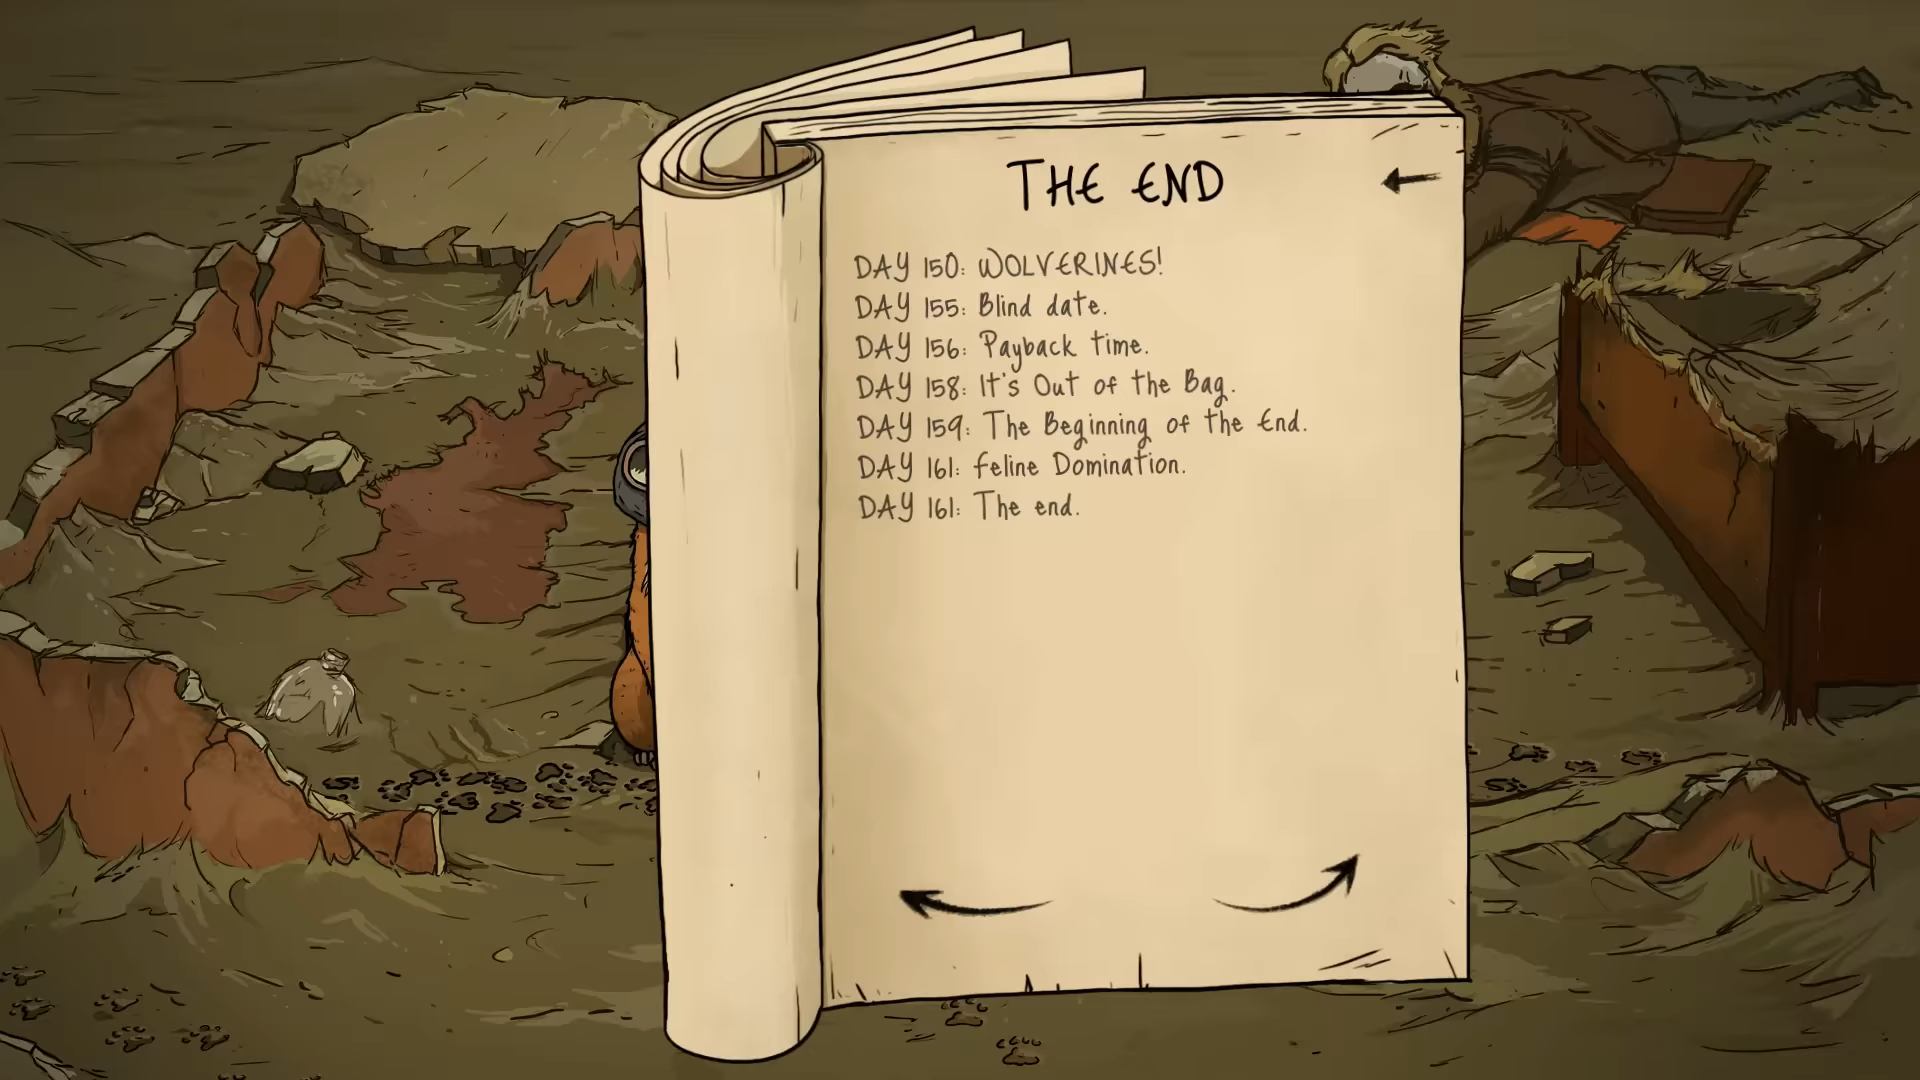 THE END
DAY 150: WOLVERINES!
DAY 155: Blind date.
DAY 156: Payback time.
DAY 158: It's Out of the Bag.
DAY 159: The Beginning of the End.
DAY 161: Feline Domination.
DAY 161: The end.